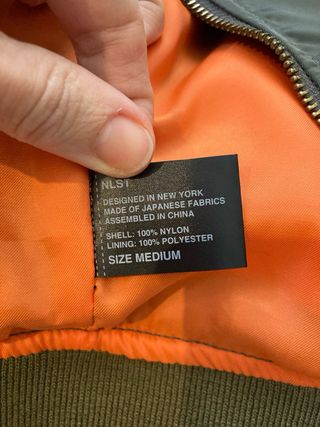 NLST
DESIGNED IN NEW YORK
MADE OF JAPANESE FABRICS
ASSEMBLED IN CHINA
SHELL: 100% NYLON
LINING: 100% POLYESTER
SIZE MEDIUM